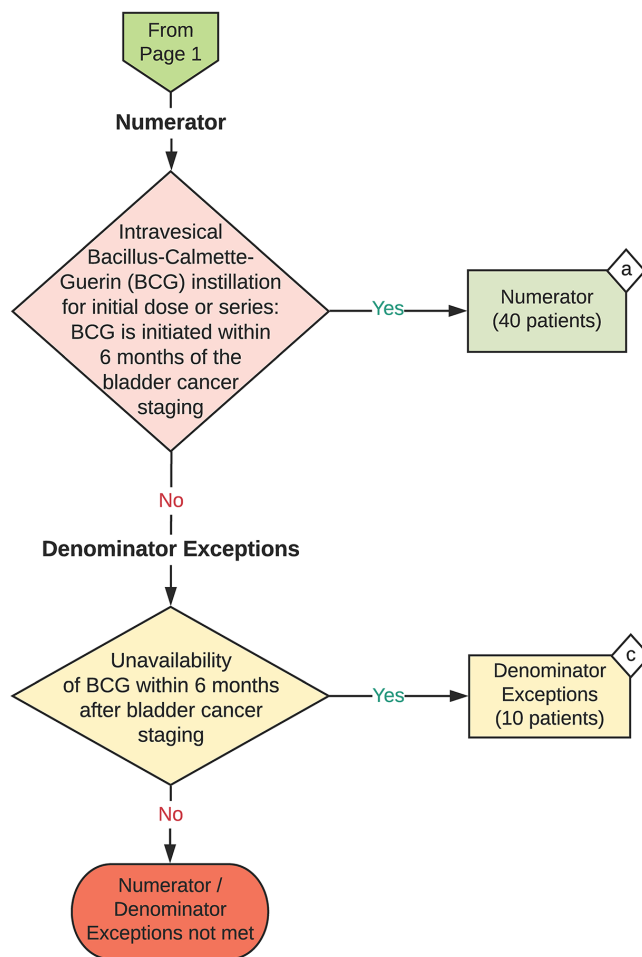 From
Page 1
Numerator
Intravesical
Bacillus-Calmette-
Guerin (BCG) instillation
for initial dose or series:
BCG is initiated within
6 months of the
bladder cancer
staging
Yes
a
Numerator
(40 patients)
No
Denominator Exceptions
Unavailability
of BCG within 6 months
after bladder cancer
staging
Yes
c
Denominator
Exceptions
(10 patients)
No
Numerator /
Denominator
Exceptions not met